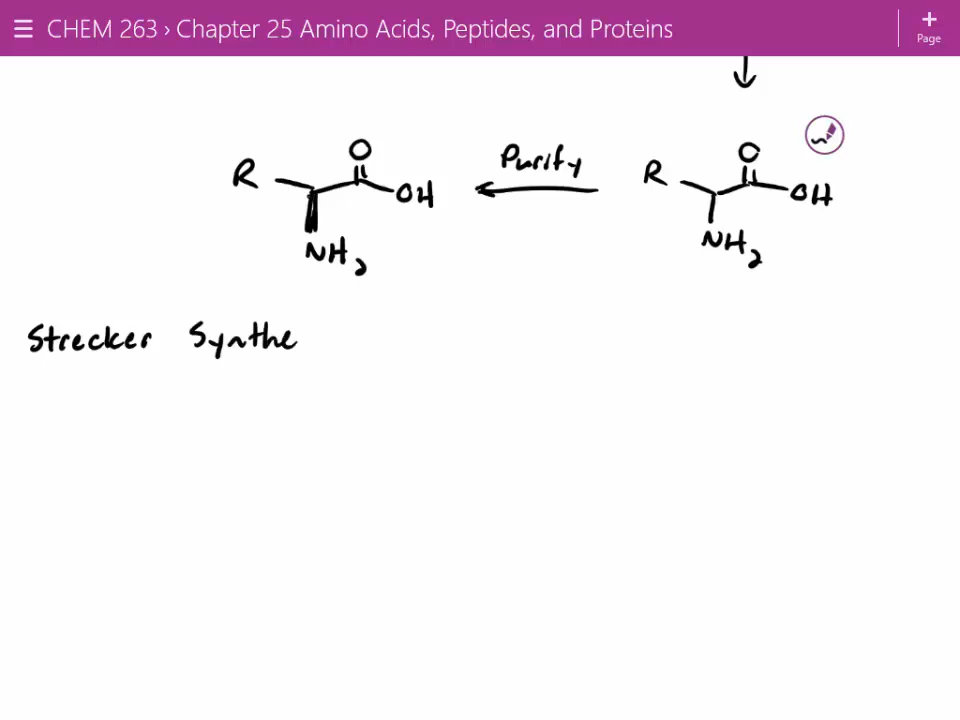 ☰ CHEM 263 › Chapter 25 Amino Acids, Peptides, and Proteins
+
Page
R O OH NH2
Purify
R O OH NH2
Strecker Synthe